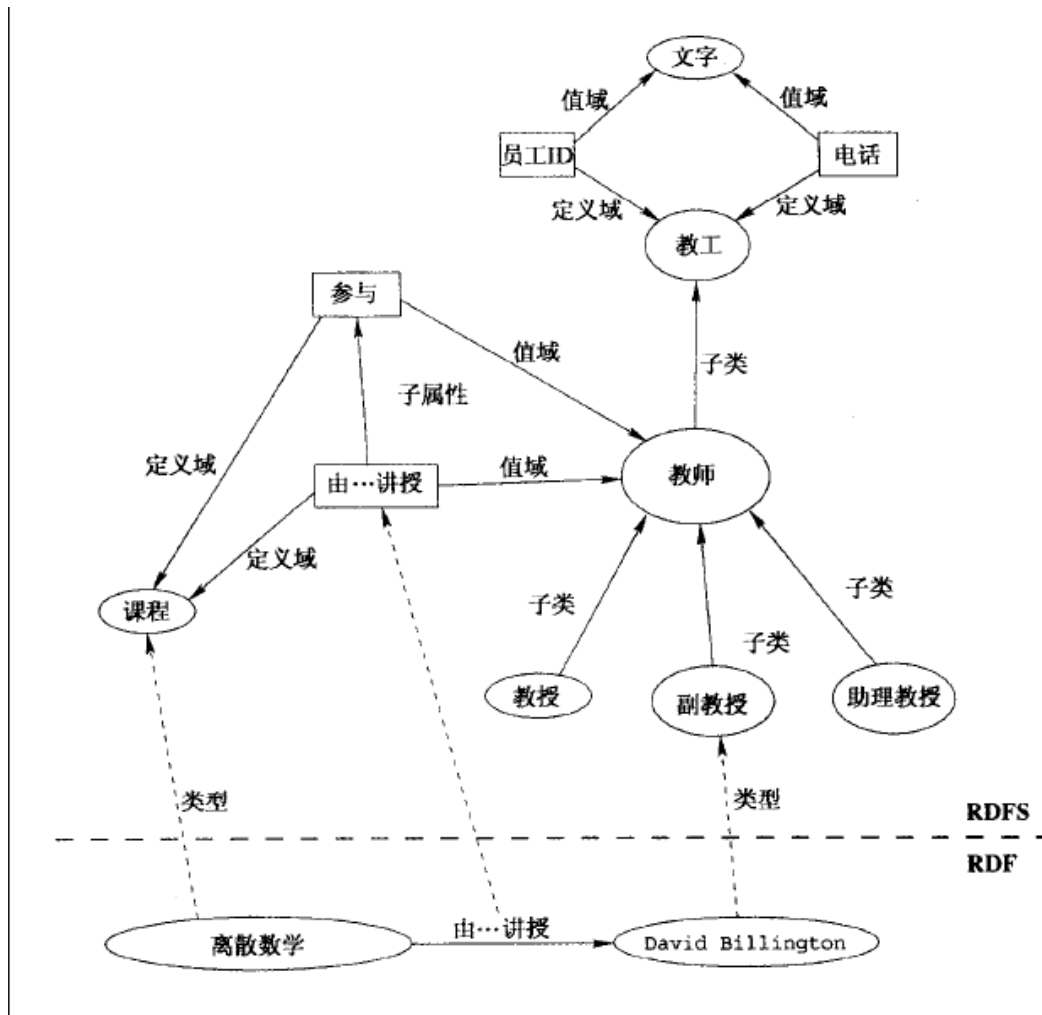 文字
值域
值域
员工ID
电话
定义域
定义域
教工
参与
值域
子类
子属性
定义域
由…讲授
值域
教师
定义域
课程
子类
子类
子类
教授
副教授
助理教授
类型
类型
RDFS
RDF
离散数学
由…讲授
David Billington